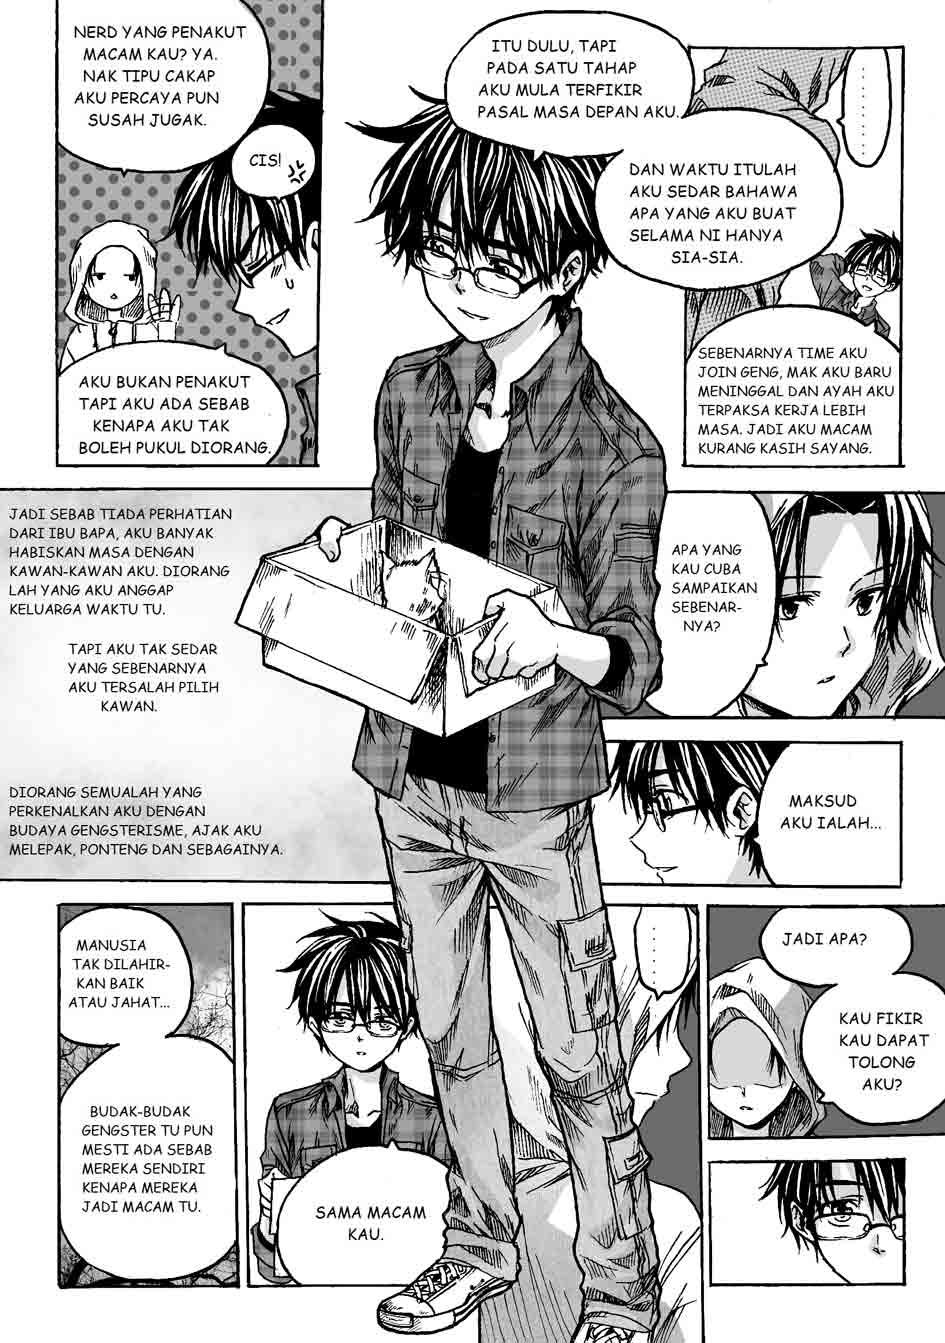 NERD YANG PENAKUT
MACAM KAU? YA.
NAK TIPU CAKAP
AKU PERCAYA PUN
SUSAH JUGAK.
CIS!
AKU BUKAN PENAKUT
TAPI AKU ADA SEBAB
KENAPA AKU TAK
BOLEH PUKUL DIORANG.
ITU DULU, TAPI
PADA SATU TAHAP
AKU MULA TERFIKIR
PASAL MASA DEPAN AKU.
DAN WAKTU ITULAH
AKU SEDAR BAHAWA
APA YANG AKU BUAT
SELAMA NI HANYA
SIA-SIA.
......
SEBENARNYA TIME AKU
JOIN GENG, MAK AKU BARU
MENINGGAL DAN AYAH AKU
TERPAKSA KERJA LEBIH
MASA. JADI AKU MACAM
KURANG KASIH SAYANG.
JADI SEBAB TIADA PERHATIAN
DARI IBU BAPA, AKU BANYAK
HABISKAN MASA DENGAN
KAWAN-KAWAN AKU. DIORANG
LAH YANG AKU ANGGAP
KELUARGA WAKTU TU.
TAPI AKU TAK SEDAR
YANG SEBENARNYA
AKU TERSALAH PILIH
KAWAN.
DIORANG SEMUALAH YANG
PERKENALKAN AKU DENGAN
BUDAYA GENGSTERISME, AJAK AKU
MELEPAK, PONTENG DAN SEBAGAINYA.
APA YANG
KAU CUBA
SAMPAIKAN
SEBENAR-
NYA?
MAKSUD
AKU IALAH...
MANUSIA
TAK DILAHIR-
KAN BAIK
ATAU JAHAT...
BUDAK-BUDAK
GENGSTER TU PUN
MESTI ADA SEBAB
MEREKA SENDIRI
KENAPA MEREKA
JADI MACAM TU.
SAMA MACAM
KAU.
......
JADI APA?
KAU FIKIR
KAU DAPAT
TOLONG
AKU?